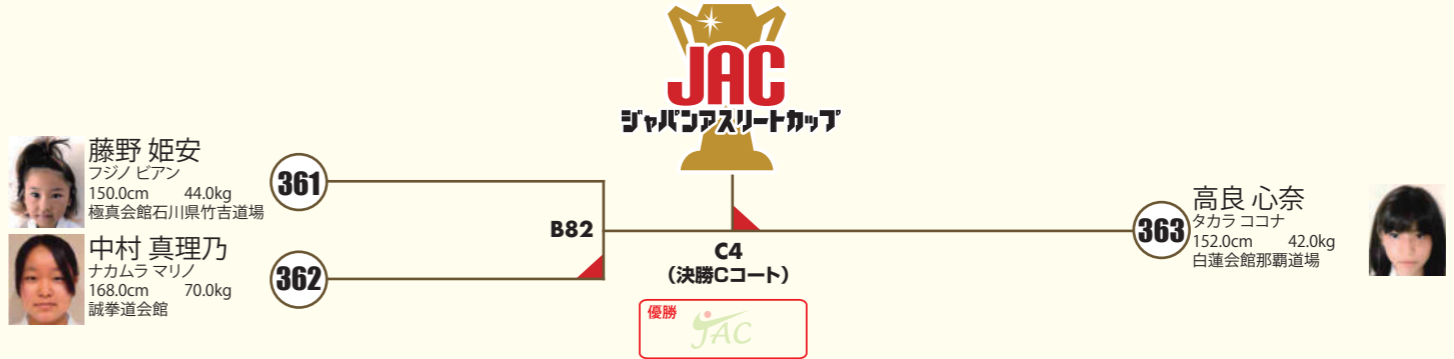 JAC
ジャパンアスリートカップ
藤野 姫安
フジノ ビアン
150.0cm 44.0kg
極真会館石川県竹吉道場
361
中村 真理乃
ナカムラ マリノ
168.0cm 70.0kg
誠拳道会館
362
B82
C4
(決勝Cコート)
優勝
JAC
363
高良 心奈
タカラ ココナ
152.0cm 42.0kg
白蓮会館那覇道場